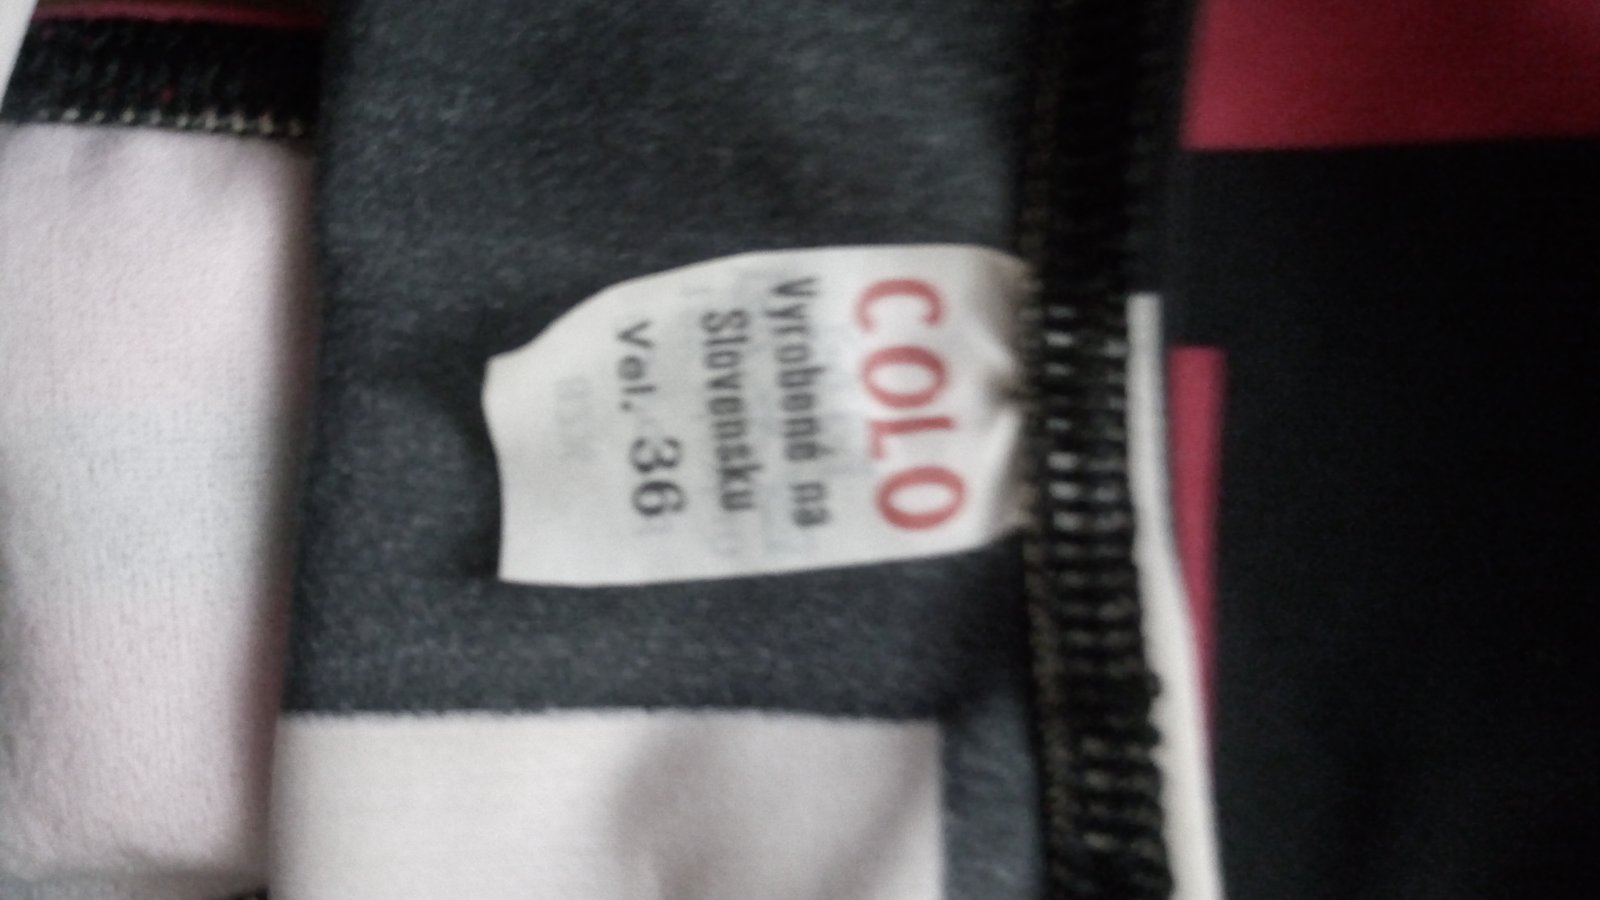 COLO
Vyrobené na
Slovensku
Vel. 36